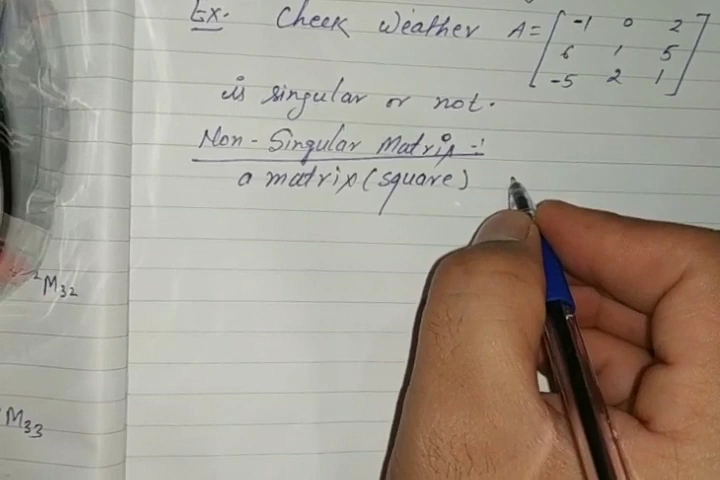 Ex. Check weather A = [ -1 0 2
6 1 5
-5 2 1 ]
is singular or not.
Non-Singular Matrix :
a matrix (square)
M32
M33